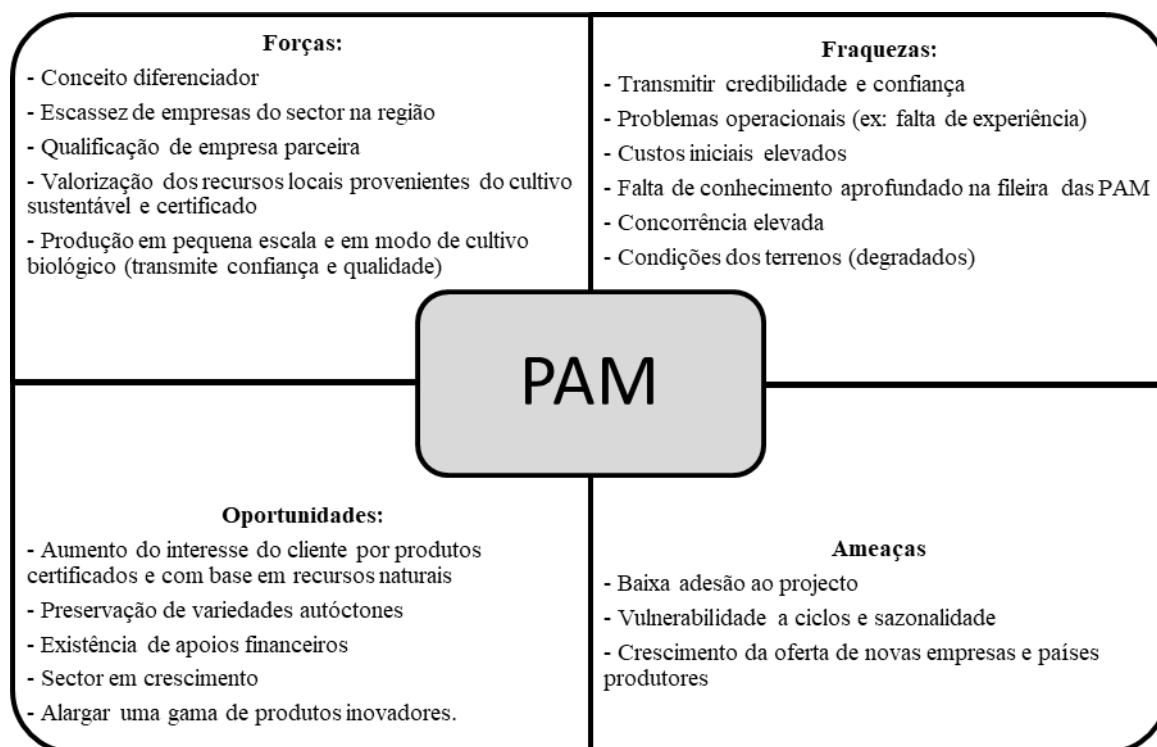 Forças:
- Conceito diferenciador
- Escassez de empresas do sector na região
- Qualificação de empresa parceira
- Valorização dos recursos locais provenientes do cultivo
sustentável e certificado
- Produção em pequena escala e em modo de cultivo
biológico (transmite confiança e qualidade)
Fraquezas:
- Transmitir credibilidade e confiança
- Problemas operacionais (ex: falta de experiência)
- Custos iniciais elevados
- Falta de conhecimento aprofundado na fileira das PAM
- Concorrência elevada
- Condições dos terrenos (degradados)
PAM
Oportunidades:
- Aumento do interesse do cliente por produtos
certificados e com base em recursos naturais
- Preservação de variedades autóctones
- Existência de apoios financeiros
- Sector em crescimento
- Alargar uma gama de produtos inovadores.
Ameaças
- Baixa adesão ao projecto
- Vulnerabilidade a ciclos e sazonalidade
- Crescimento da oferta de novas empresas e países
produtores